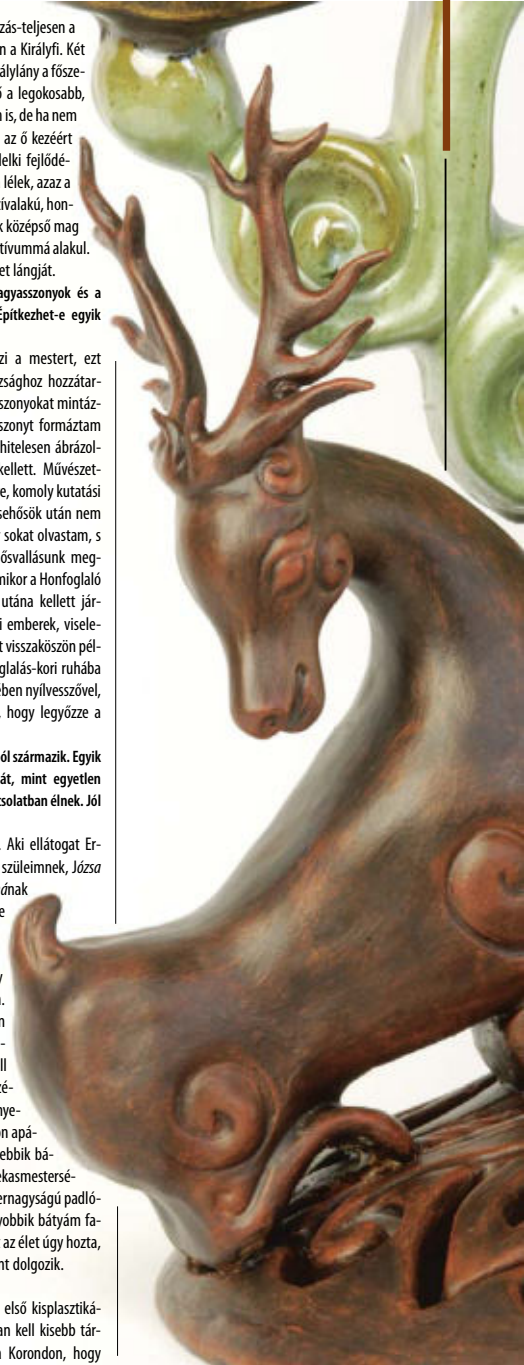 zás-teljesen a
n a Királyfi. Két
álylány a fősze-
ő a legokosabb,
n is, de ha nem
az ő kezéért
lelki fejlődé-
lélek, azaz a
ívalakú, hon-
k középső mag
tívummá alakul.
et lángját.
agyasszonyok és a
Építkezhet-e egyik
zi a mestert, ezt
zsághoz hozzátar-
szonyokat mintáz-
szonyt formáztam
hitelesen ábrázol-
kellett. Művészet-
e, komoly kutatási
sehősök után nem
sokat olvastam, s
ősvallásunk meg-
mikor a Honfoglaló
utána kellett jár-
i emberek, visele-
t visszaköszön pél-
glalás-kori ruhába
ében nyílvesszővel,
hogy legyőzze a
ól származik. Egyik
át, mint egyetlen
csolatban élnek. Jól
Aki ellátogat Er-
szüleimnek, Józsa
ának
e
y
n.
n
-
ll
zé-
nye-
n apá-
ebbik bá-
ekasmestersé-
ernagyságú padló-
yobbik bátyám fa-
az élet úgy hozta,
nt dolgozik.
első kisplasztiká-
an kell kisebb tár-
n Korondon, hogy